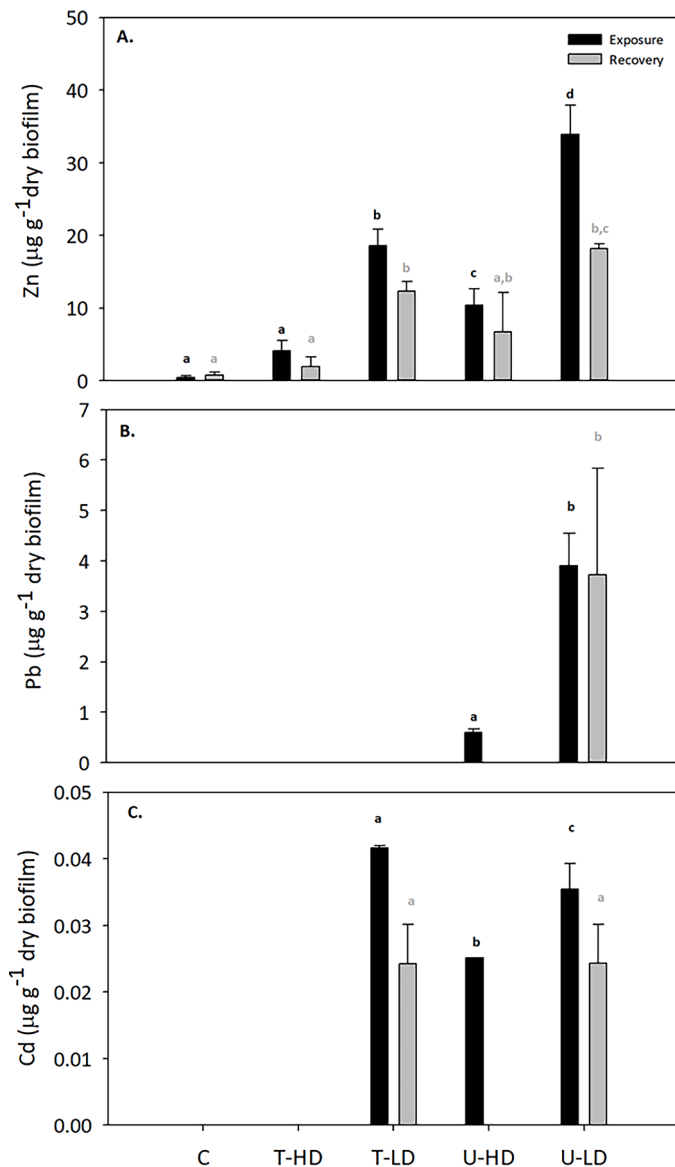 A.
Exposure
Recovery
Zn (µg g⁻¹dry biofilm)
50
40
30
20
10
0
a a a a b b c a,b d b,c
B.
Pb (µg g⁻¹ dry biofilm)
7
6
5
4
3
2
1
0
a b b
C.
Cd (µg g⁻¹ dry biofilm)
0.05
0.04
0.03
0.02
0.01
0.00
a a b c a
C T-HD T-LD U-HD U-LD